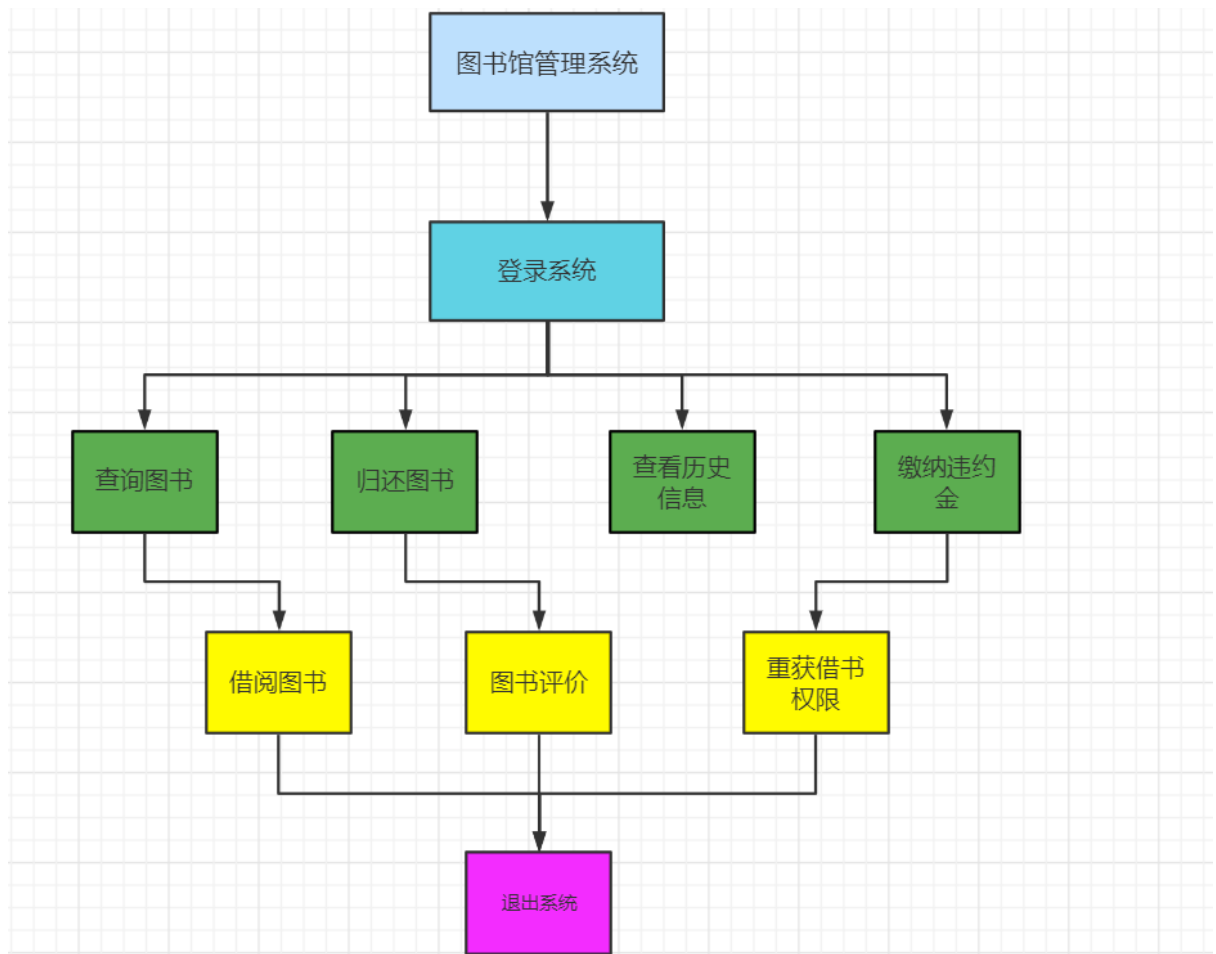 图书馆管理系统
登录系统
查询图书
归还图书
查看历史
信息
缴纳违约
金
借阅图书
图书评价
重获借书
权限
退出系统